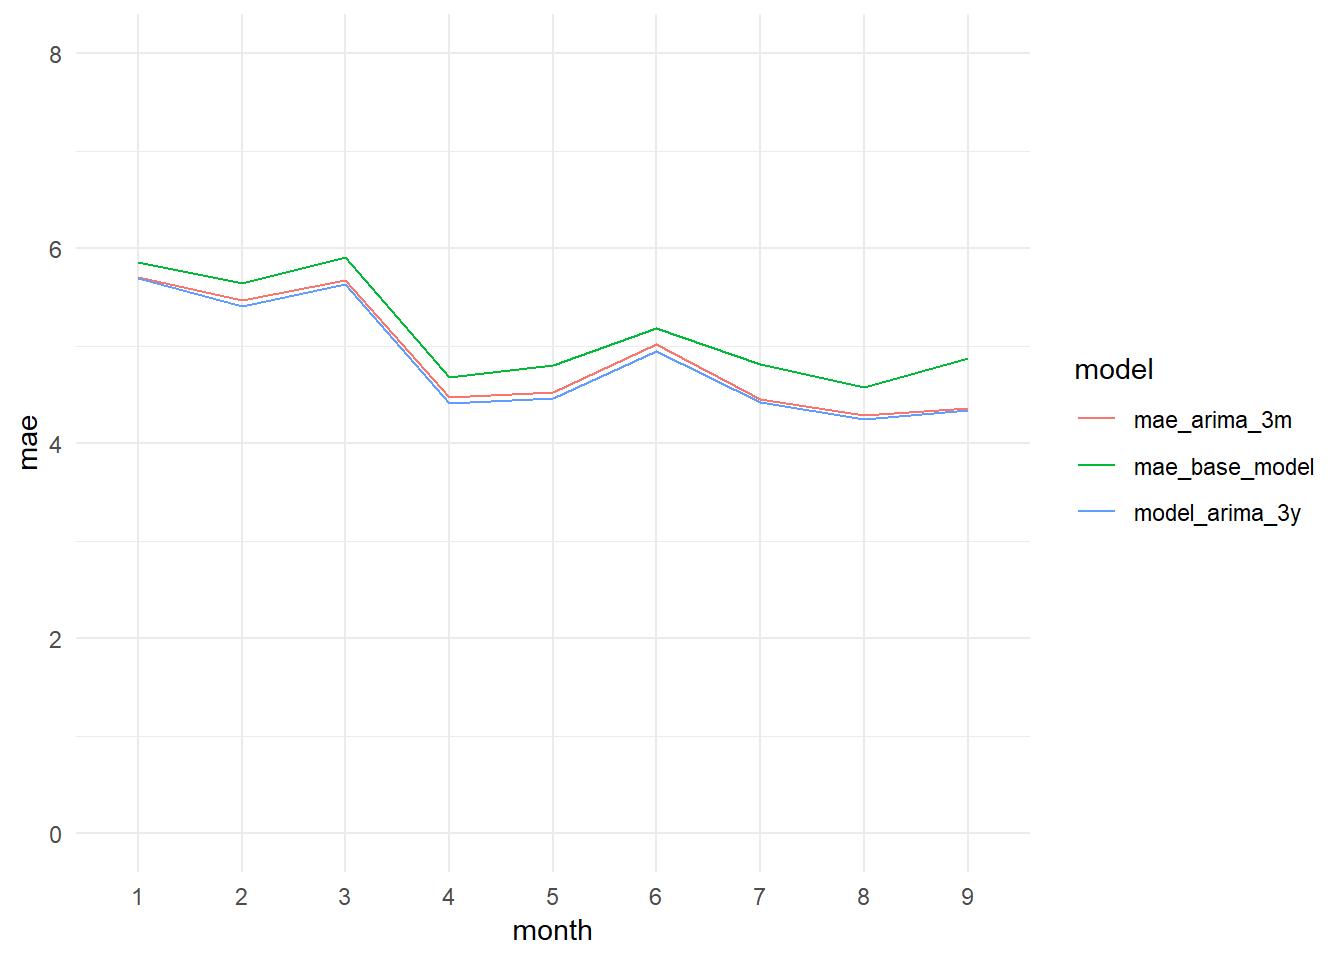 8
6
4
2
0
mae
1 2 3 4 5 6 7 8 9
month
model
mae_arima_3m
mae_base_model
model_arima_3y